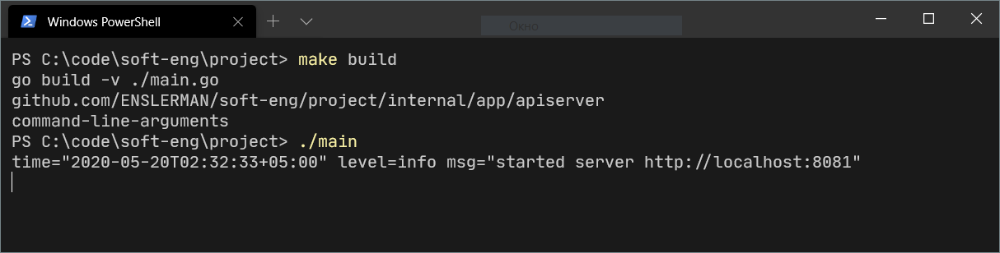 Windows PowerShell
Окно
PS C:\code\soft-eng\project> make build
go build -v ./main.go
github.com/ENSLERMAN/soft-eng/project/internal/app/apiserver
command-line-arguments
PS C:\code\soft-eng\project> ./main
time="2020-05-20T02:32:33+05:00" level=info msg="started server http://localhost:8081"